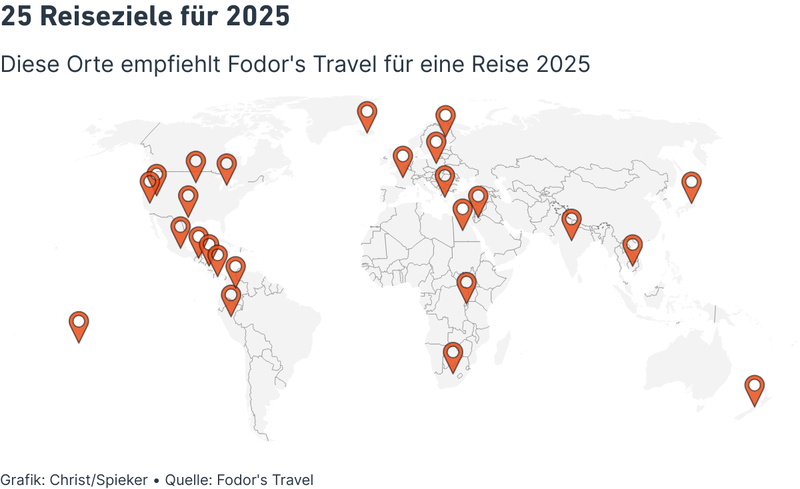 25 Reiseziele für 2025
Diese Orte empfiehlt Fodor's Travel für eine Reise 2025
Grafik: Christ/Spieker • Quelle: Fodor's Travel